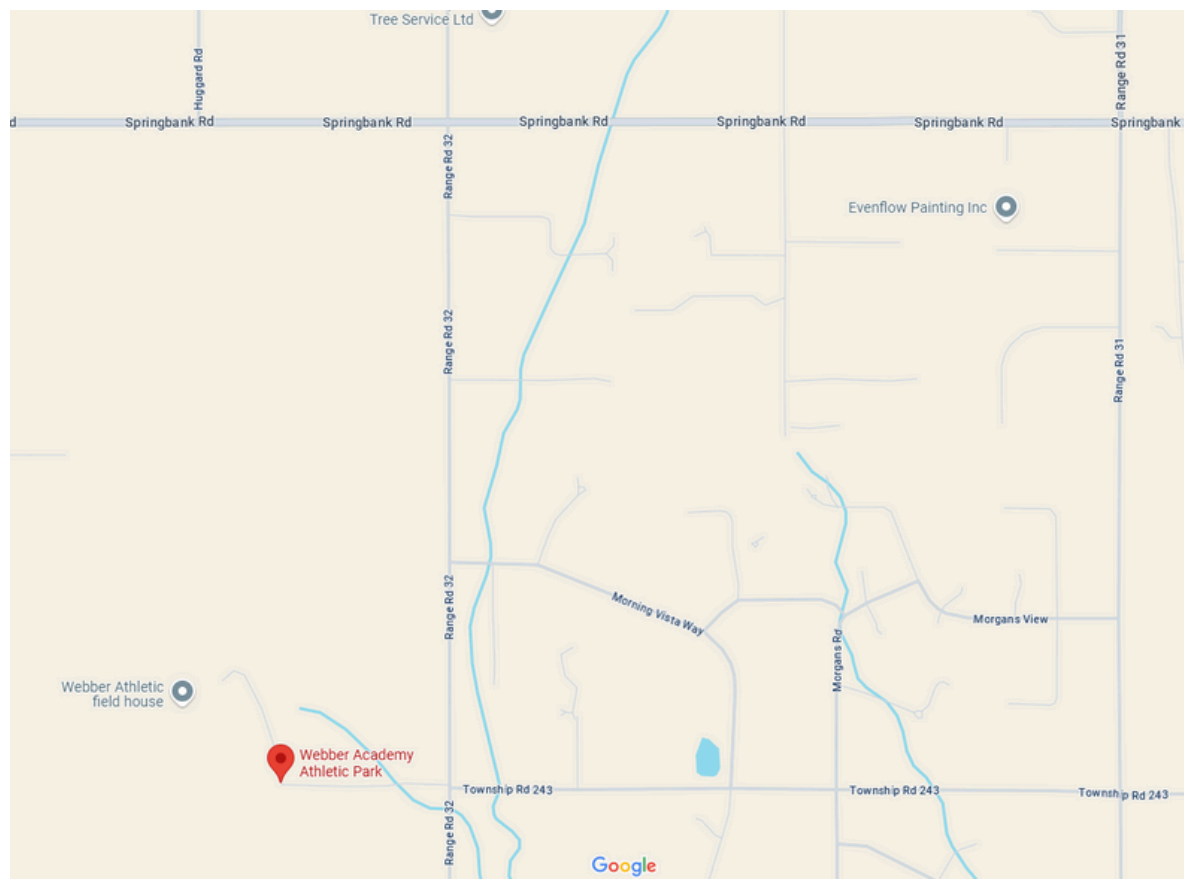 Tree Service Ltd
Huggard Rd
Range Rd 31
d
Springbank Rd
Springbank Rd
Springbank Rd
Springbank Rd
Springbank Rd
Springbank
Range Rd 32
Evenflow Painting Inc
Range Rd 32
Range Rd 31
Range Rd 32
Morning Vista Way
Morgans View
Morgans Rd
Webber Athletic
field house
Webber Academy
Athletic Park
Township Rd 243
Township Rd 243
Township Rd 243
Range Rd 32
Google